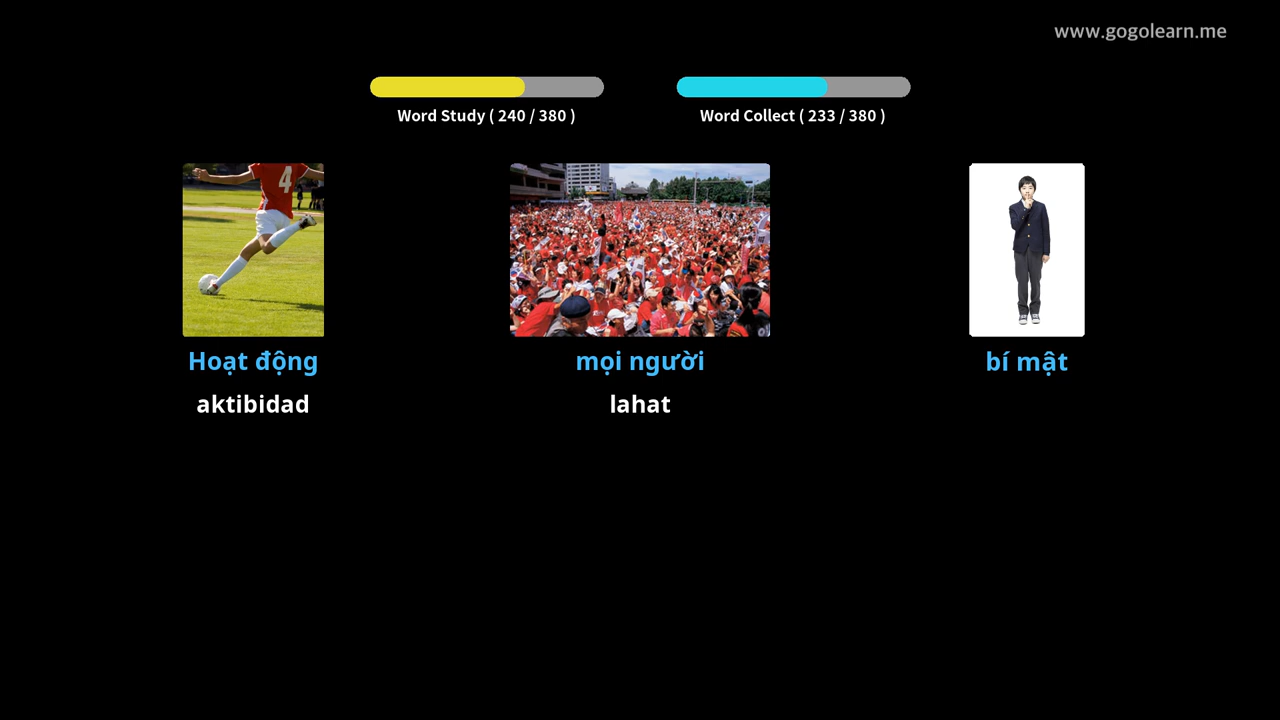 www.gogolearn.me
Word Study ( 240 / 380 )
Word Collect ( 233 / 380 )
4
Hoạt động
mọi người
bí mật
aktibidad
lahat